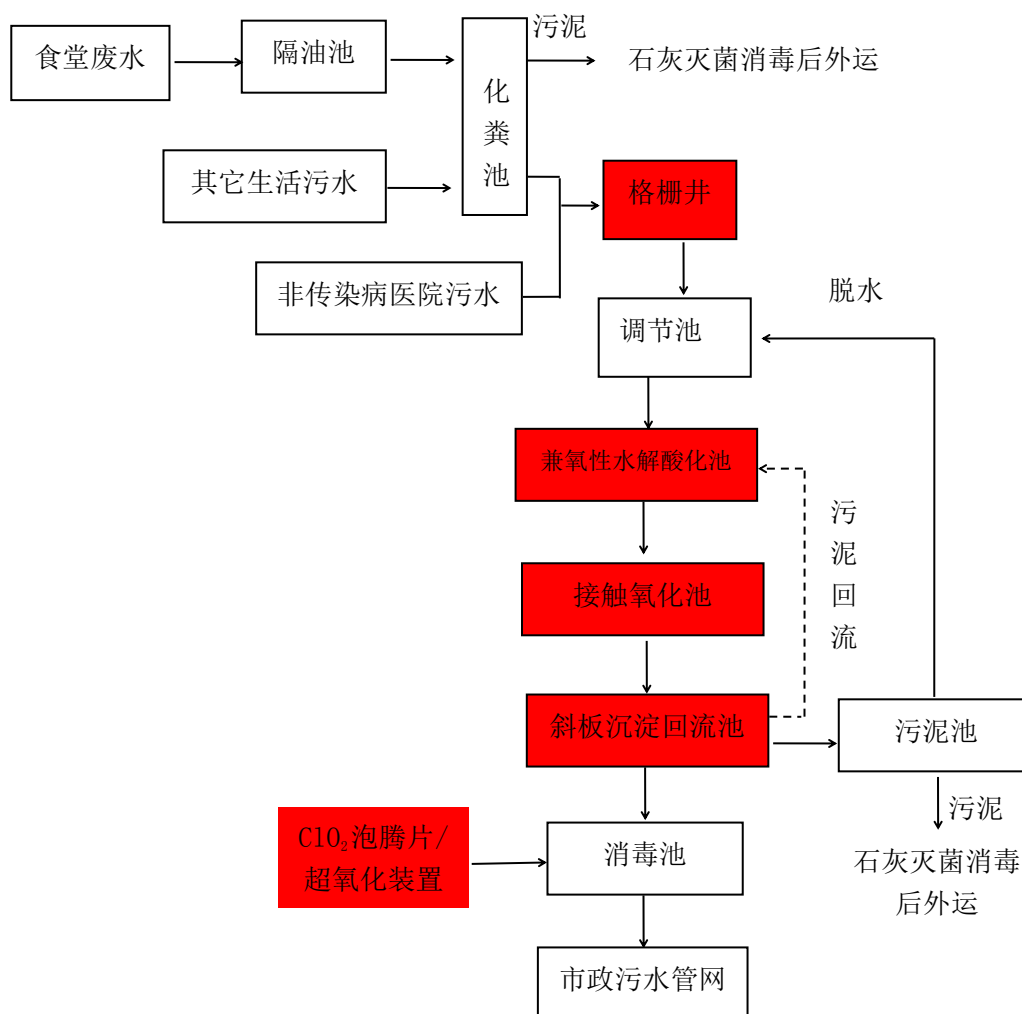 食堂废水
隔油池
化
粪
池
污泥
石灰灭菌消毒后外运
其它生活污水
格栅井
非传染病医院污水
脱水
调节池
兼氧性水解酸化池
污
泥
回
流
接触氧化池
斜板沉淀回流池
污泥池
污泥
ClO₂泡腾片/
超氧化装置
消毒池
石灰灭菌消毒
后外运
市政污水管网